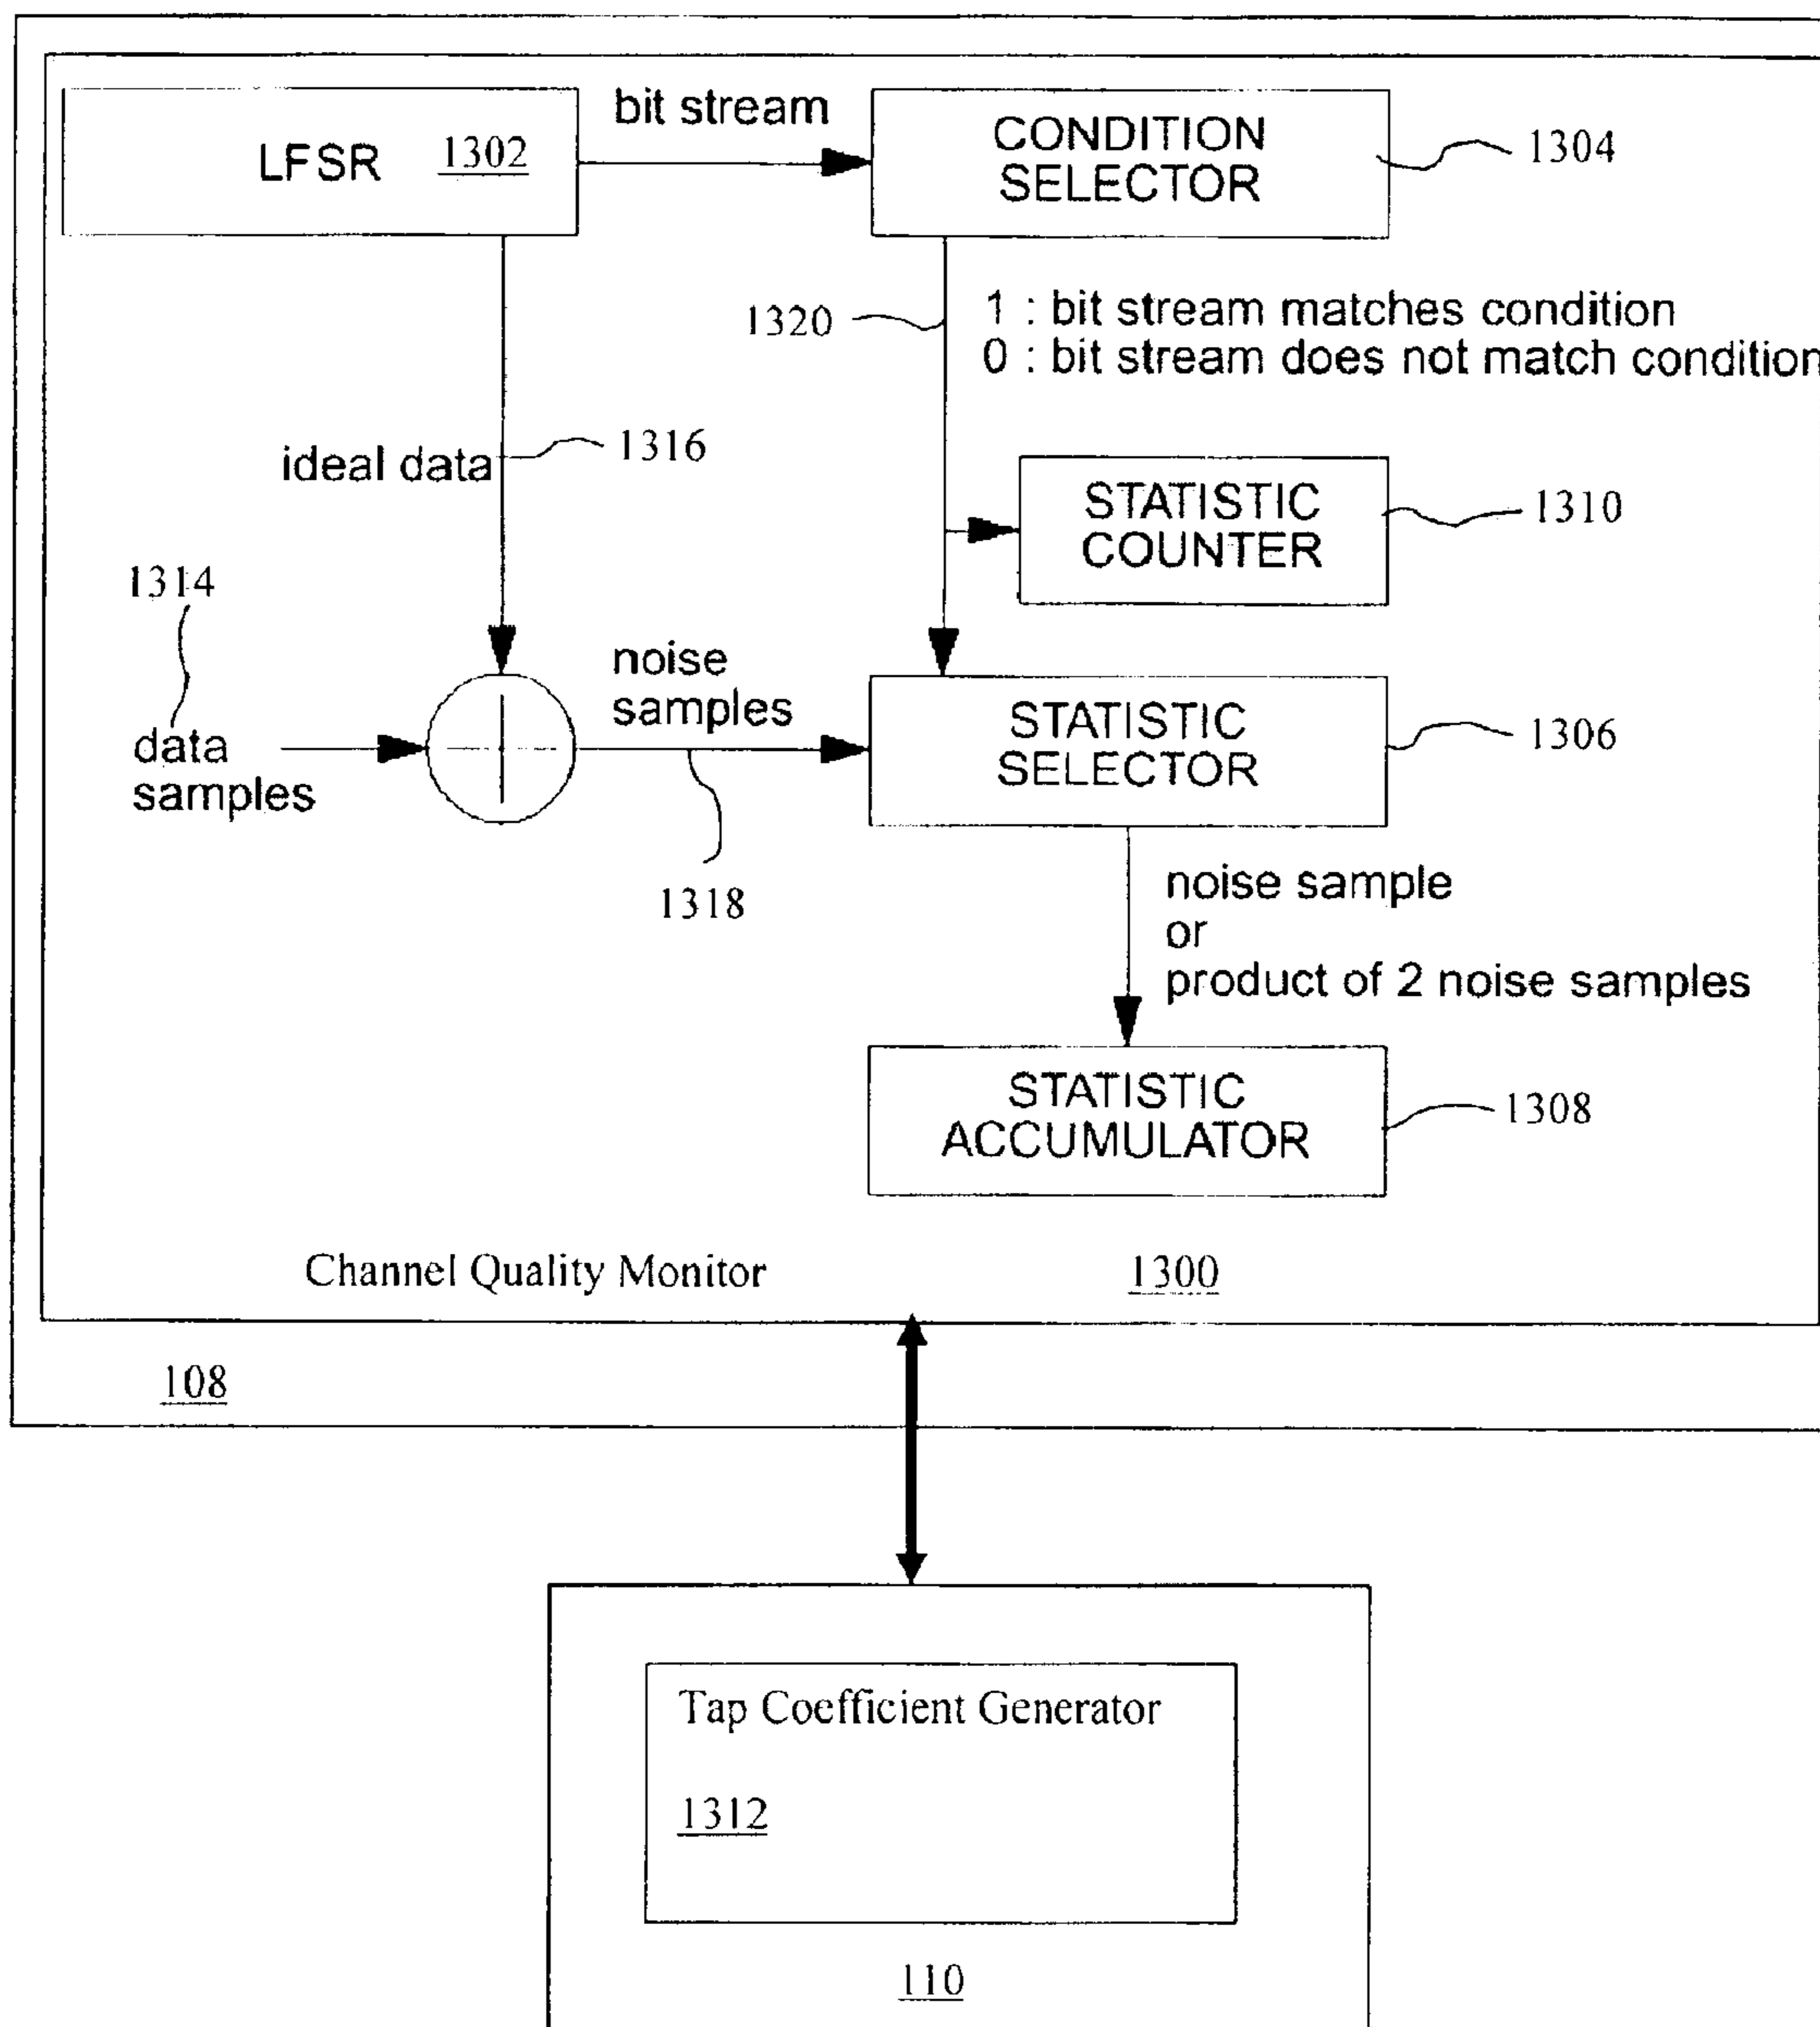 LFSR 1302
bit stream
CONDITION
SELECTOR
1304
1320
1 : bit stream matches condition
0 : bit stream does not match condition
ideal data
1316
STATISTIC
COUNTER
1310
1314
data
samples
noise
samples
1318
STATISTIC
SELECTOR
1306
noise sample
or
product of 2 noise samples
STATISTIC
ACCUMULATOR
1308
Channel Quality Monitor 1300
108
Tap Coefficient Generator
1312
110